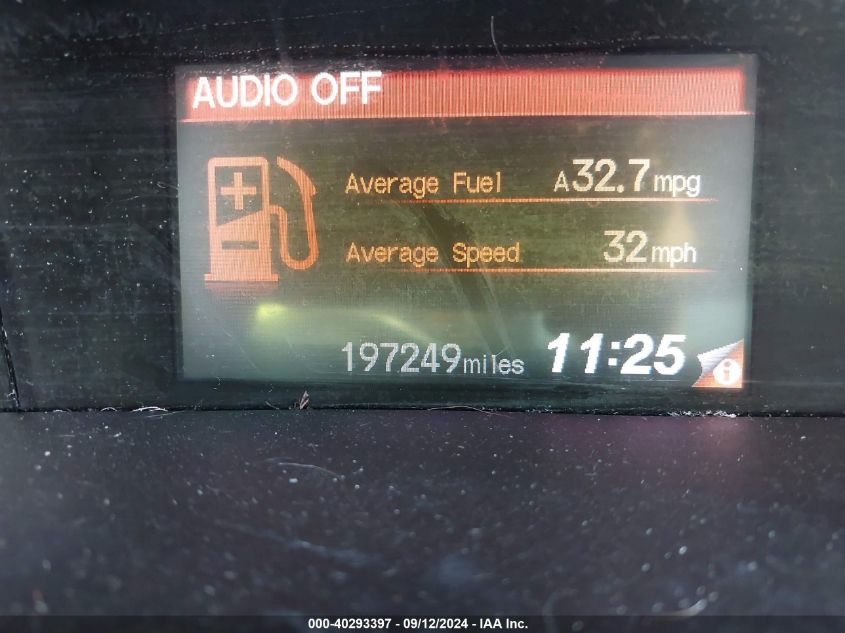 AUDIO OFF
Average Fuel A32.7mpg
Average Speed 32mph
197249miles 11:25 i
000-40293397 - 09/12/2024 - IAA Inc.